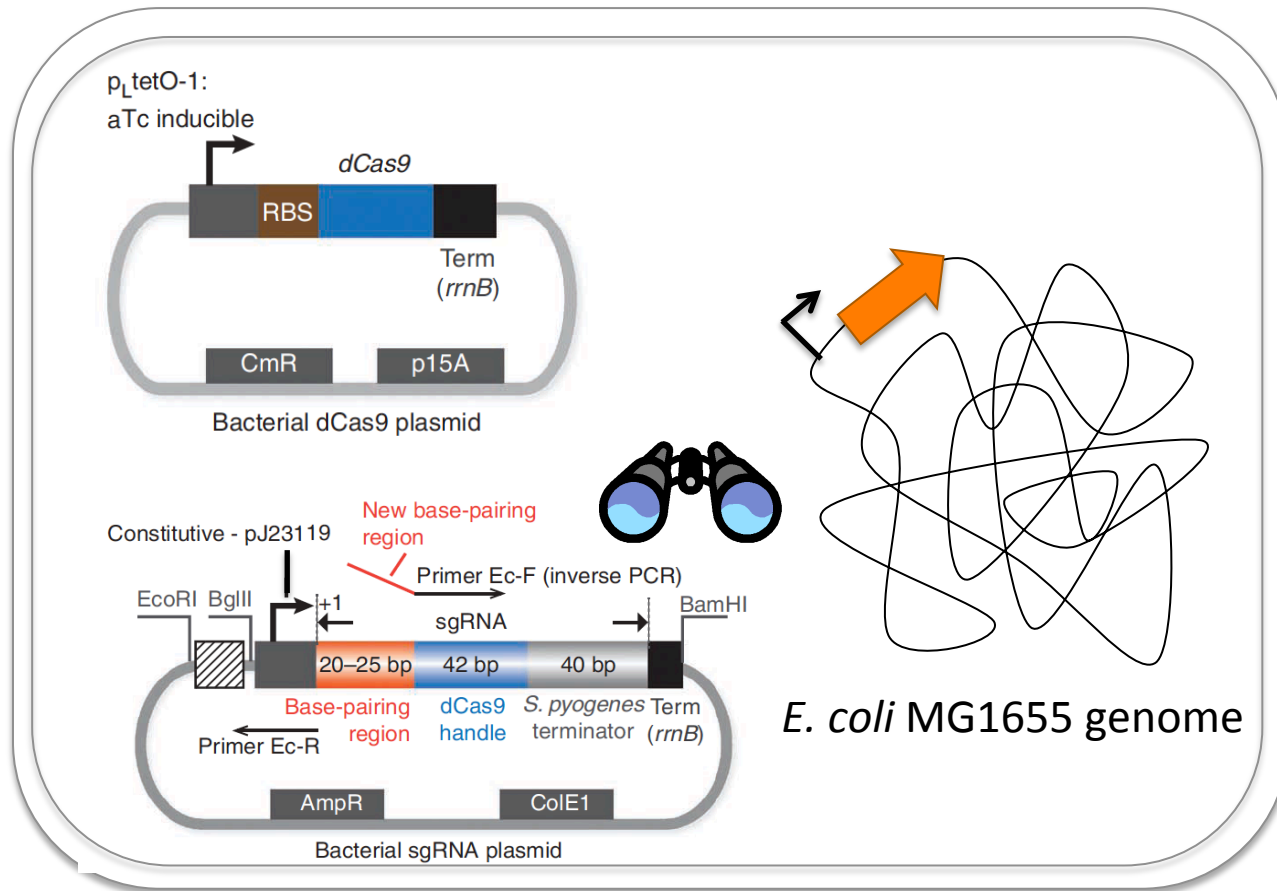 pLtetO-1:
aTc inducible
dCas9
RBS
Term
(rrnB)
CmR
p15A
Bacterial dCas9 plasmid
New base-pairing
region
Constitutive - pJ23119
Primer Ec-F (inverse PCR)
EcoRI
BglII
+1
sgRNA
BamHI
20–25 bp
42 bp
40 bp
Base-pairing
region
dCas9
handle
S. pyogenes
terminator
Term
(rrnB)
Primer Ec-R
AmpR
ColE1
Bacterial sgRNA plasmid
E. coli MG1655 genome